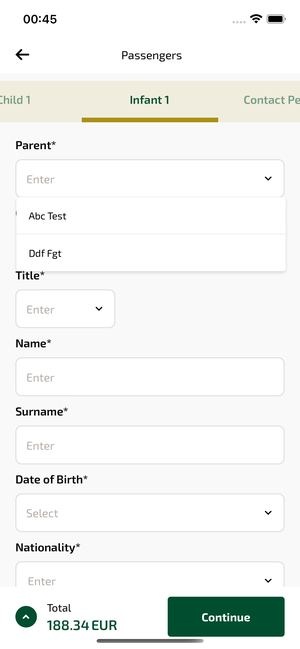 00:45
Passengers
Child 1
Infant 1
Contact Pe
Parent*
Enter
Abc Test
Ddf Fgt
Title*
Enter
Name*
Enter
Surname*
Enter
Date of Birth*
Select
Nationality*
Enter
Total
188.34 EUR
Continue